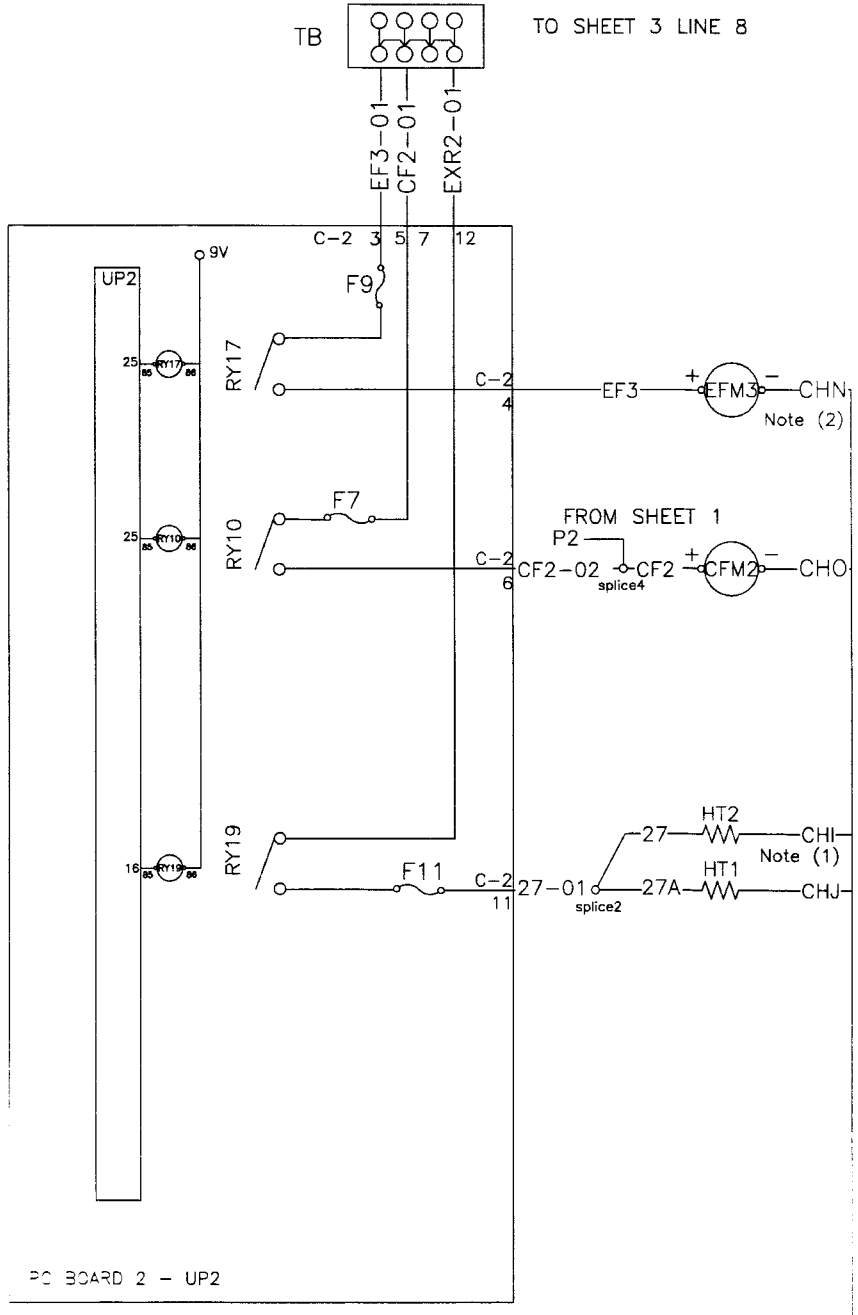 TB
TO SHEET 3 LINE 8
EF3-01
CF2-01
EXR2-01
C-2 3 5 7 12
9V
UP2
F9
25
85
RY17
86
RY17
C-2
4
EF3
+
EFM3
-
CHN
Note (2)
F7
FROM SHEET 1
P2
25
85
RY10
86
RY10
C-2
6
CF2-02
splice4
CF2
+
CFM2
-
CHO
HT2
27
CHI
Note (1)
16
85
RY19
86
RY19
F11
C-2
11
27-01
splice2
27A
HT1
CHJ
PC BOARD 2 - UP2